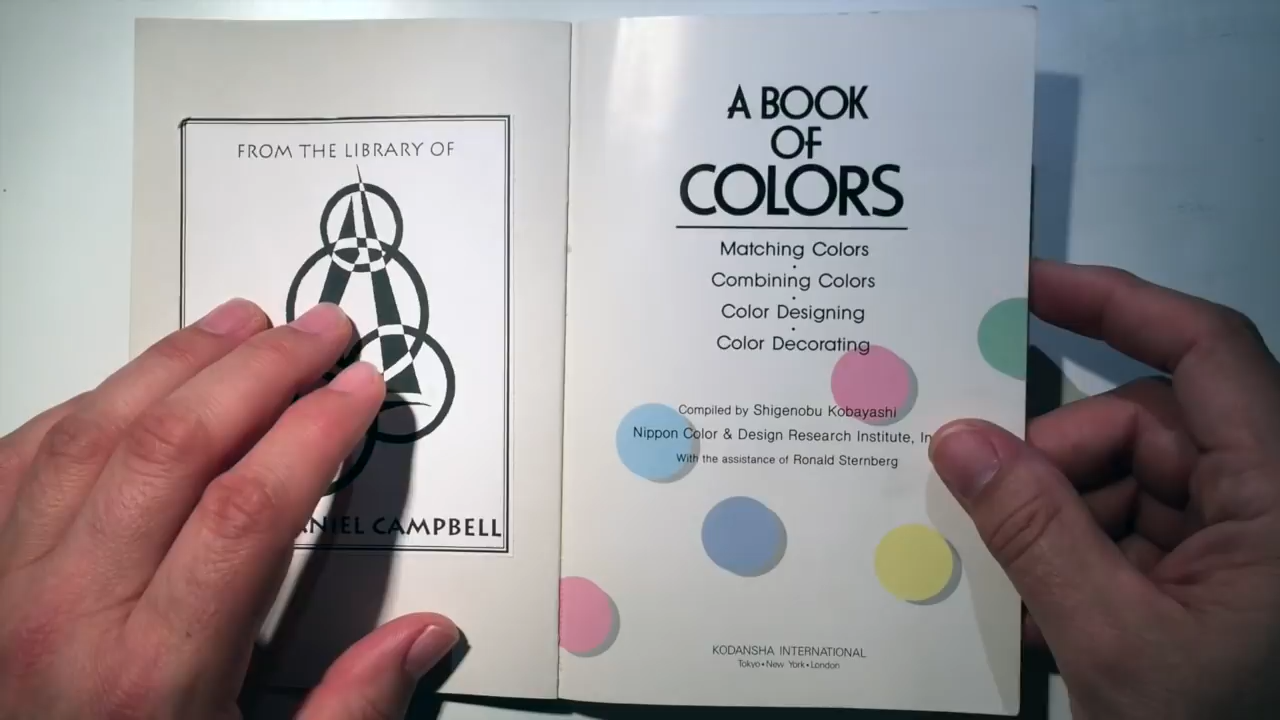 FROM THE LIBRARY OF
CAMPBELL
A BOOK
OF
COLORS
Matching Colors
•
Combining Colors
•
Color Designing
•
Color Decorating
Compiled by Shigenobu Kobayashi
Nippon Color & Design Research Institute,
With the assistance of Ronald Sternberg
KODANSHA INTERNATIONAL
Tokyo • New York • London